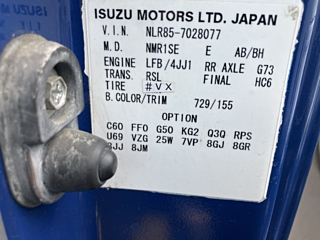 ISUZU MOTORS LTD. JAPAN
V.I.N. NLR85-7028077
M.D. NMR1SE E AB/BH
ENGINE LFB/4JJ1 RR AXLE G73
TRANS. RSL FINAL HC6
TIRE #VX
B.COLOR/TRIM 729/155
OPTION
C60 FF0 G50 KG2 Q3Q RPS
U69 VZG 25W 7VP 8GJ 8GR
8JJ 8JM